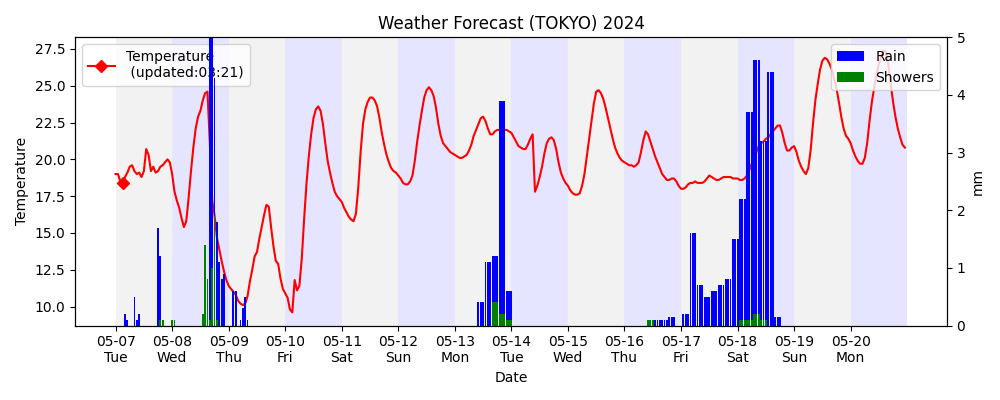 Weather Forecast (TOKYO) 2024
Temperature
(updated:03:21)
Rain
Showers
27.5
25.0
22.5
20.0
17.5
15.0
12.5
10.0
Temperature
5
4
3
2
1
0
mm
05-07 05-08 05-09 05-10 05-11 05-12 05-13 05-14 05-15 05-16 05-17 05-18 05-19 05-20
Tue Wed Thu Fri Sat Sun Mon Tue Wed Thu Fri Sat Sun Mon
Date